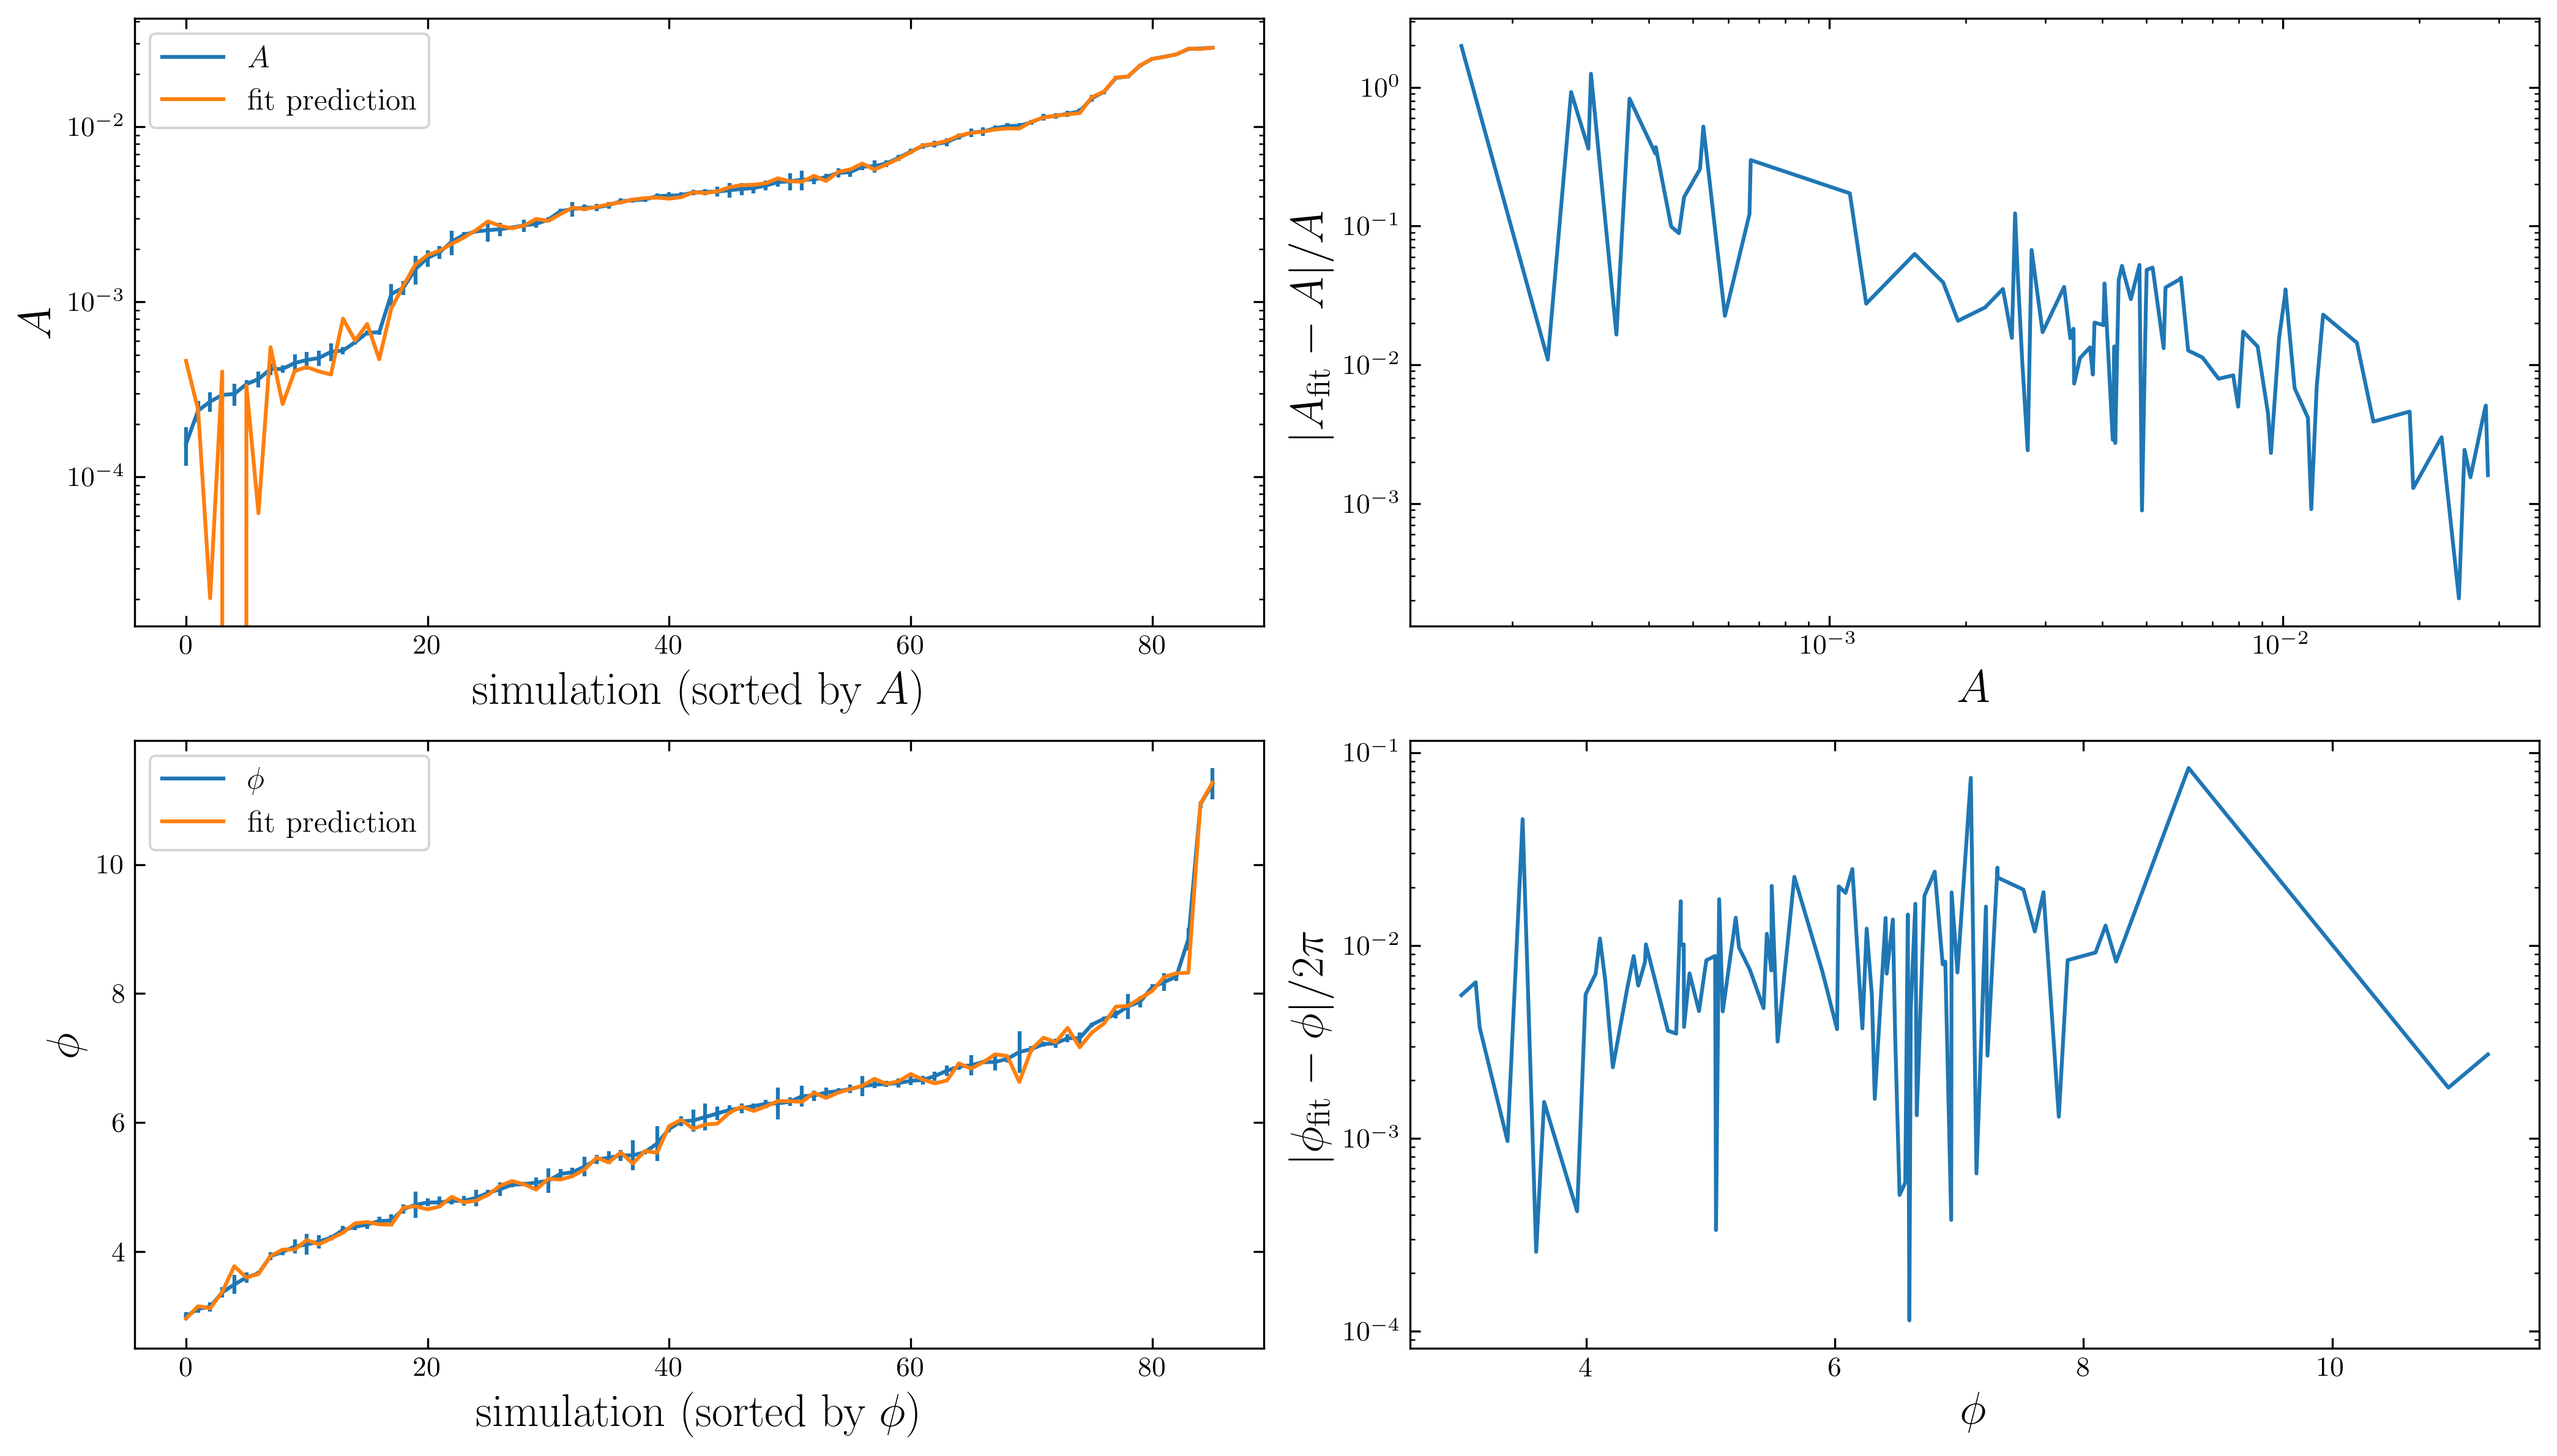 A
fit prediction
10⁻²
10⁻³
10⁻⁴
A
0 20 40 60 80
simulation (sorted by A)
10⁰
10⁻¹
10⁻²
10⁻³
|A_fit − A|/A
10⁻³ 10⁻²
A
ϕ
fit prediction
10
8
6
4
ϕ
0 20 40 60 80
simulation (sorted by ϕ)
10⁻¹
10⁻²
10⁻³
10⁻⁴
|ϕ_fit − ϕ|/2π
4 6 8 10
ϕ